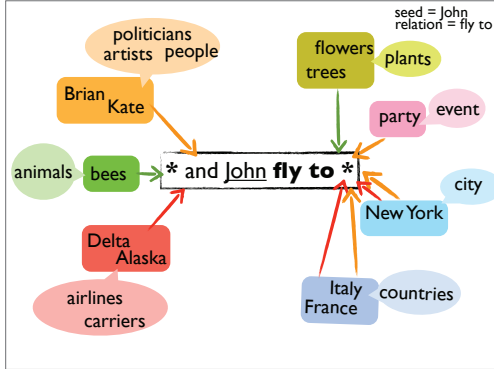 seed = John
relation = fly to
politicians
artists people
Brian
Kate
flowers
trees
plants
party
event
animals
bees
* and John fly to *
city
New York
Delta
Alaska
airlines
carriers
Italy
France
countries